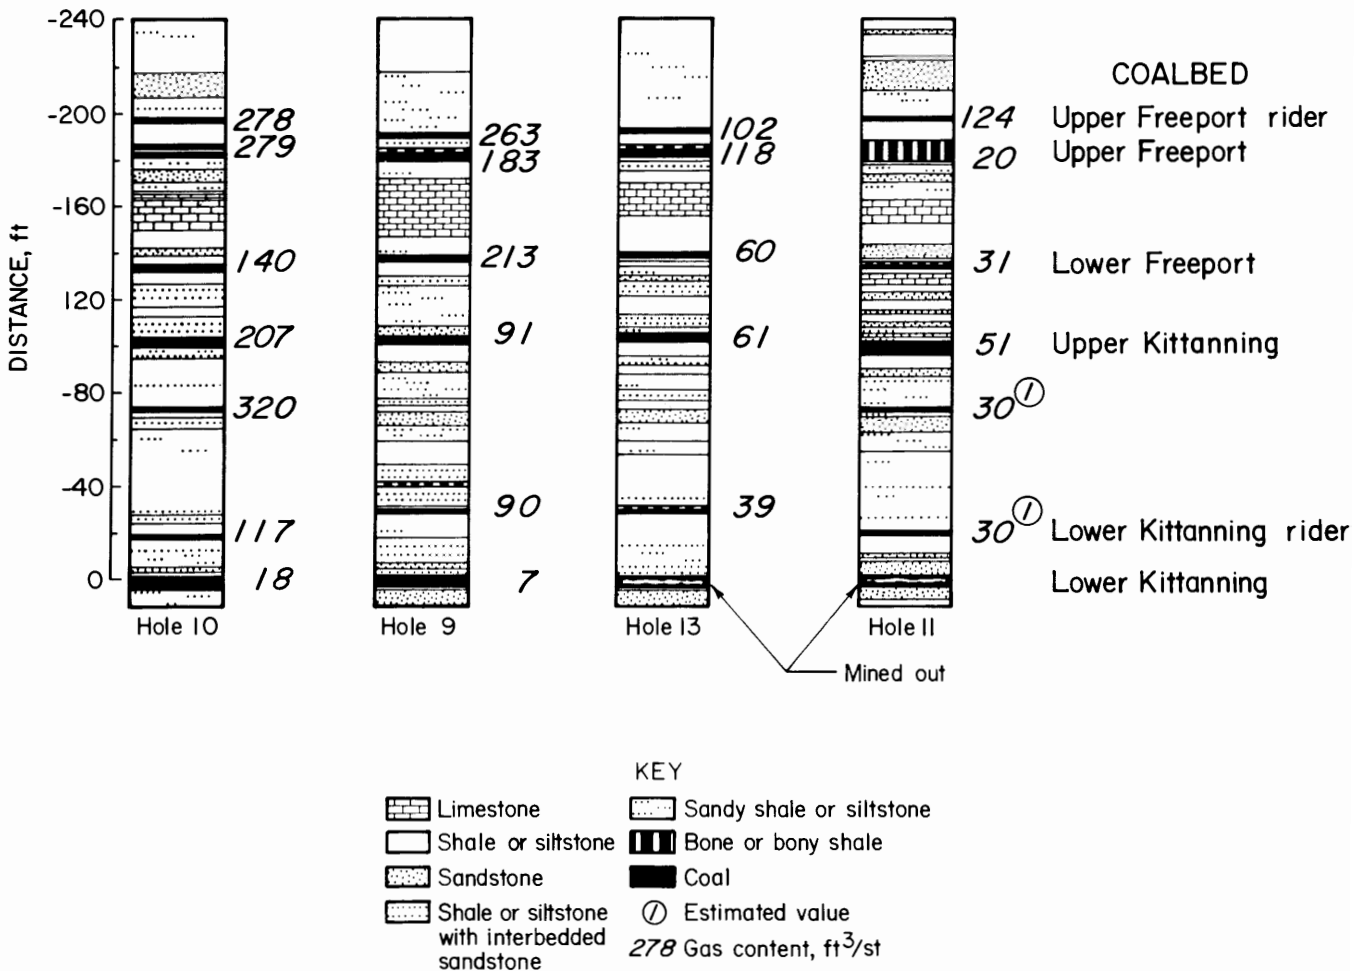 DISTANCE, ft
-240
-200
-160
120
-80
-40
0
278
279
140
207
320
117
18
Hole 10
263
183
213
91
90
7
Hole 9
102
118
60
61
39
Hole 13
124
20
31
51
30 (/)
30 (/)
Hole 11
COALBED
Upper Freeport rider
Upper Freeport
Lower Freeport
Upper Kittanning
Lower Kittanning rider
Lower Kittanning
Mined out
KEY
Limestone
Shale or siltstone
Sandstone
Shale or siltstone
with interbedded
sandstone
Sandy shale or siltstone
Bone or bony shale
Coal
(/) Estimated value
278 Gas content, ft³/st